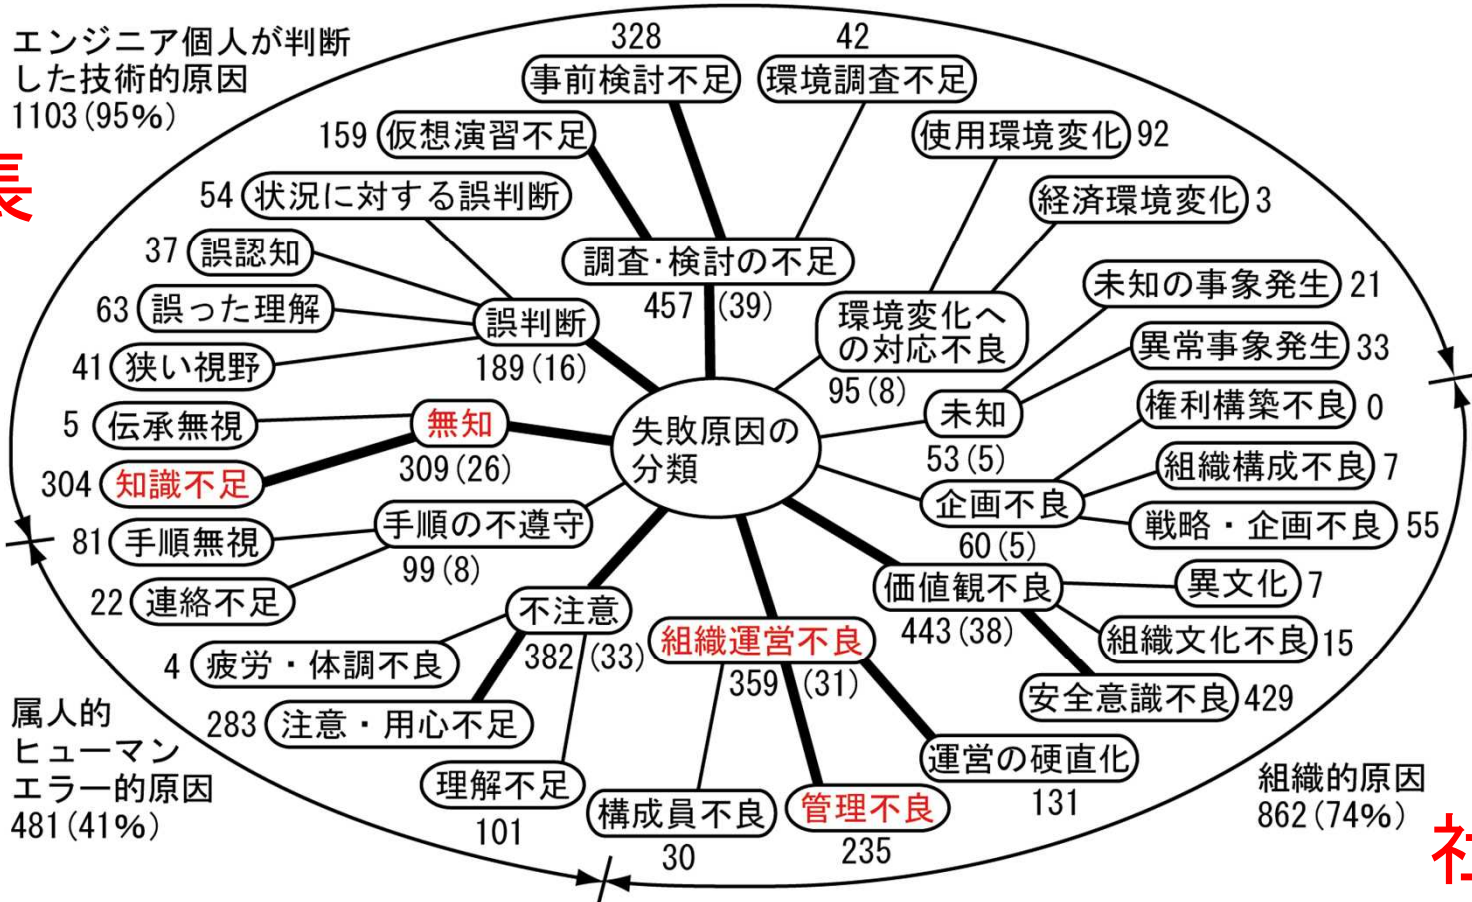 エンジニア個人が判断
した技術的原因
1103(95%)
長
328
事前検討不足
42
環境調査不足
159 仮想演習不足
使用環境変化 92
54 状況に対する誤判断
経済環境変化 3
37 誤認知
調査・検討の不足
457 (39)
未知の事象発生 21
63 誤った理解
誤判断
189(16)
環境変化へ
の対応不良
95(8)
異常事象発生 33
41 狭い視野
権利構築不良 0
5 伝承無視
無知
309(26)
失敗原因の
分類
未知
53(5)
組織構成不良 7
304 知識不足
企画不良
60(5)
戦略・企画不良 55
81 手順無視
手順の不遵守
99(8)
価値観不良
443(38)
異文化 7
22 連絡不足
不注意
382 (33)
組織運営不良
359 (31)
組織文化不良 15
4 疲労・体調不良
安全意識不良 429
283 注意・用心不足
運営の硬直化
131
属人的
ヒューマン
エラー的原因
481(41%)
理解不足
101
構成員不良
30
管理不良
235
組織的原因
862(74%)
社